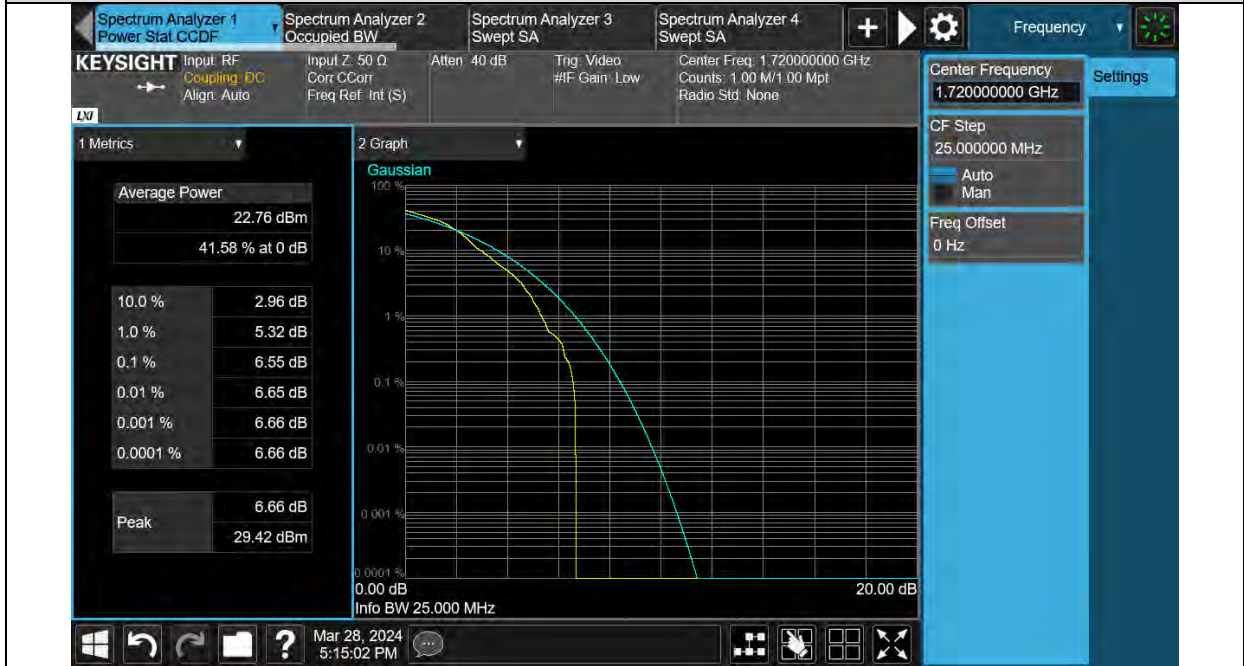 Spectrum Analyzer 1
Power Stat CCDF
Spectrum Analyzer 2
Occupied BW
Spectrum Analyzer 3
Swept SA
Spectrum Analyzer 4
Swept SA
+
Frequency
KEYSIGHT
Input: RF
Coupling: DC
Align: Auto
Input Z: 50 Ω
Corr CCorr
Freq Ref: Int (S)
Atten: 40 dB
Trig: Video
#IF Gain: Low
Center Freq: 1.720000000 GHz
Counts: 1.00 M/1.00 Mpt
Radio Std: None
LXI
Center Frequency
1.720000000 GHz
Settings
CF Step
25.000000 MHz
Auto
Man
Freq Offset
0 Hz
1 Metrics
Average Power
22.76 dBm
41.58 % at 0 dB
10.0 % 2.96 dB
1.0 % 5.32 dB
0.1 % 6.55 dB
0.01 % 6.65 dB
0.001 % 6.66 dB
0.0001 % 6.66 dB
Peak
6.66 dB
29.42 dBm
2 Graph
Gaussian
100 %
10 %
1 %
0.1 %
0.01 %
0.001 %
0.0001 %
0.00 dB
20.00 dB
Info BW 25.000 MHz
?
Mar 28, 2024
5:15:02 PM